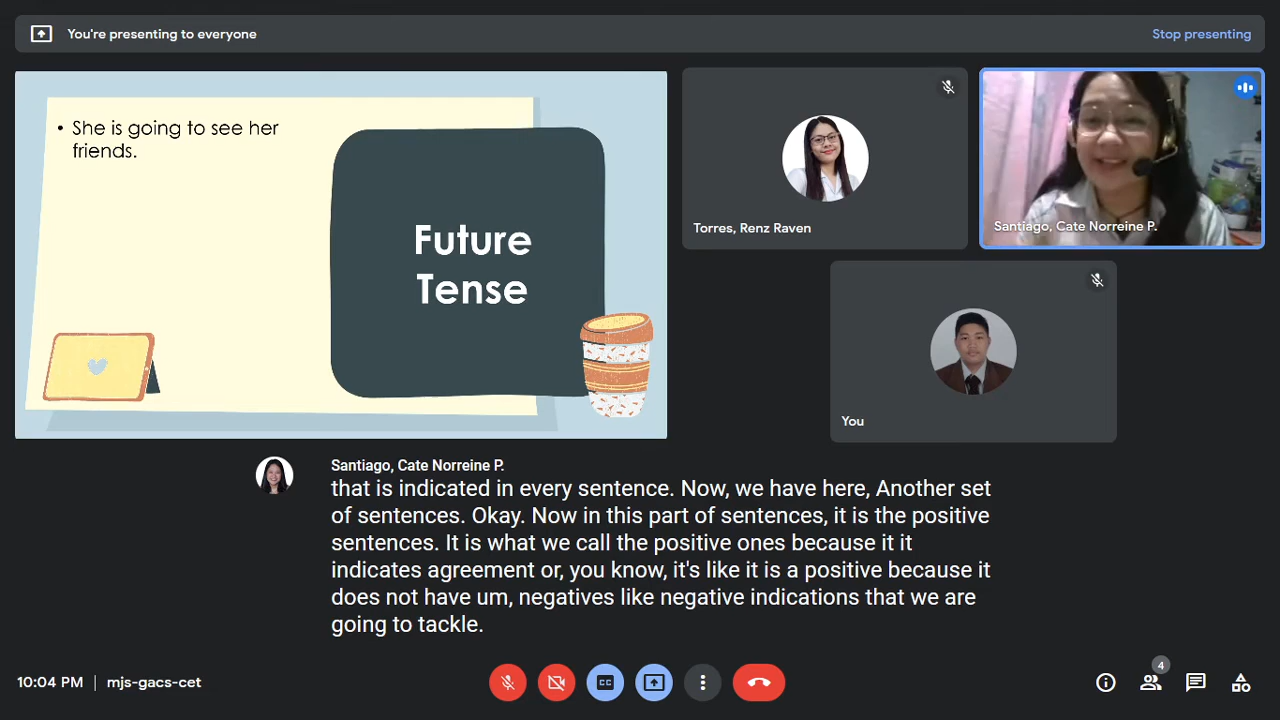 You're presenting to everyone
Stop presenting
• She is going to see her
friends.
Future
Tense
Torres, Renz Raven
Santiago, Cate Norreine P.
You
Santiago, Cate Norreine P.
that is indicated in every sentence. Now, we have here, Another set
of sentences. Okay. Now in this part of sentences, it is the positive
sentences. It is what we call the positive ones because it it
indicates agreement or, you know, it's like it is a positive because it
does not have um, negatives like negative indications that we are
going to tackle.
10:04 PM | mjs-gacs-cet
CC
4